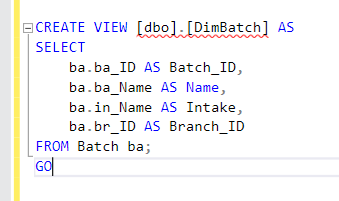 CREATE VIEW [dbo].[DimBatch] AS
SELECT
    ba.ba_ID AS Batch_ID,
    ba.ba_Name AS Name,
    ba.in_Name AS Intake,
    ba.br_ID AS Branch_ID
FROM Batch ba;
GO